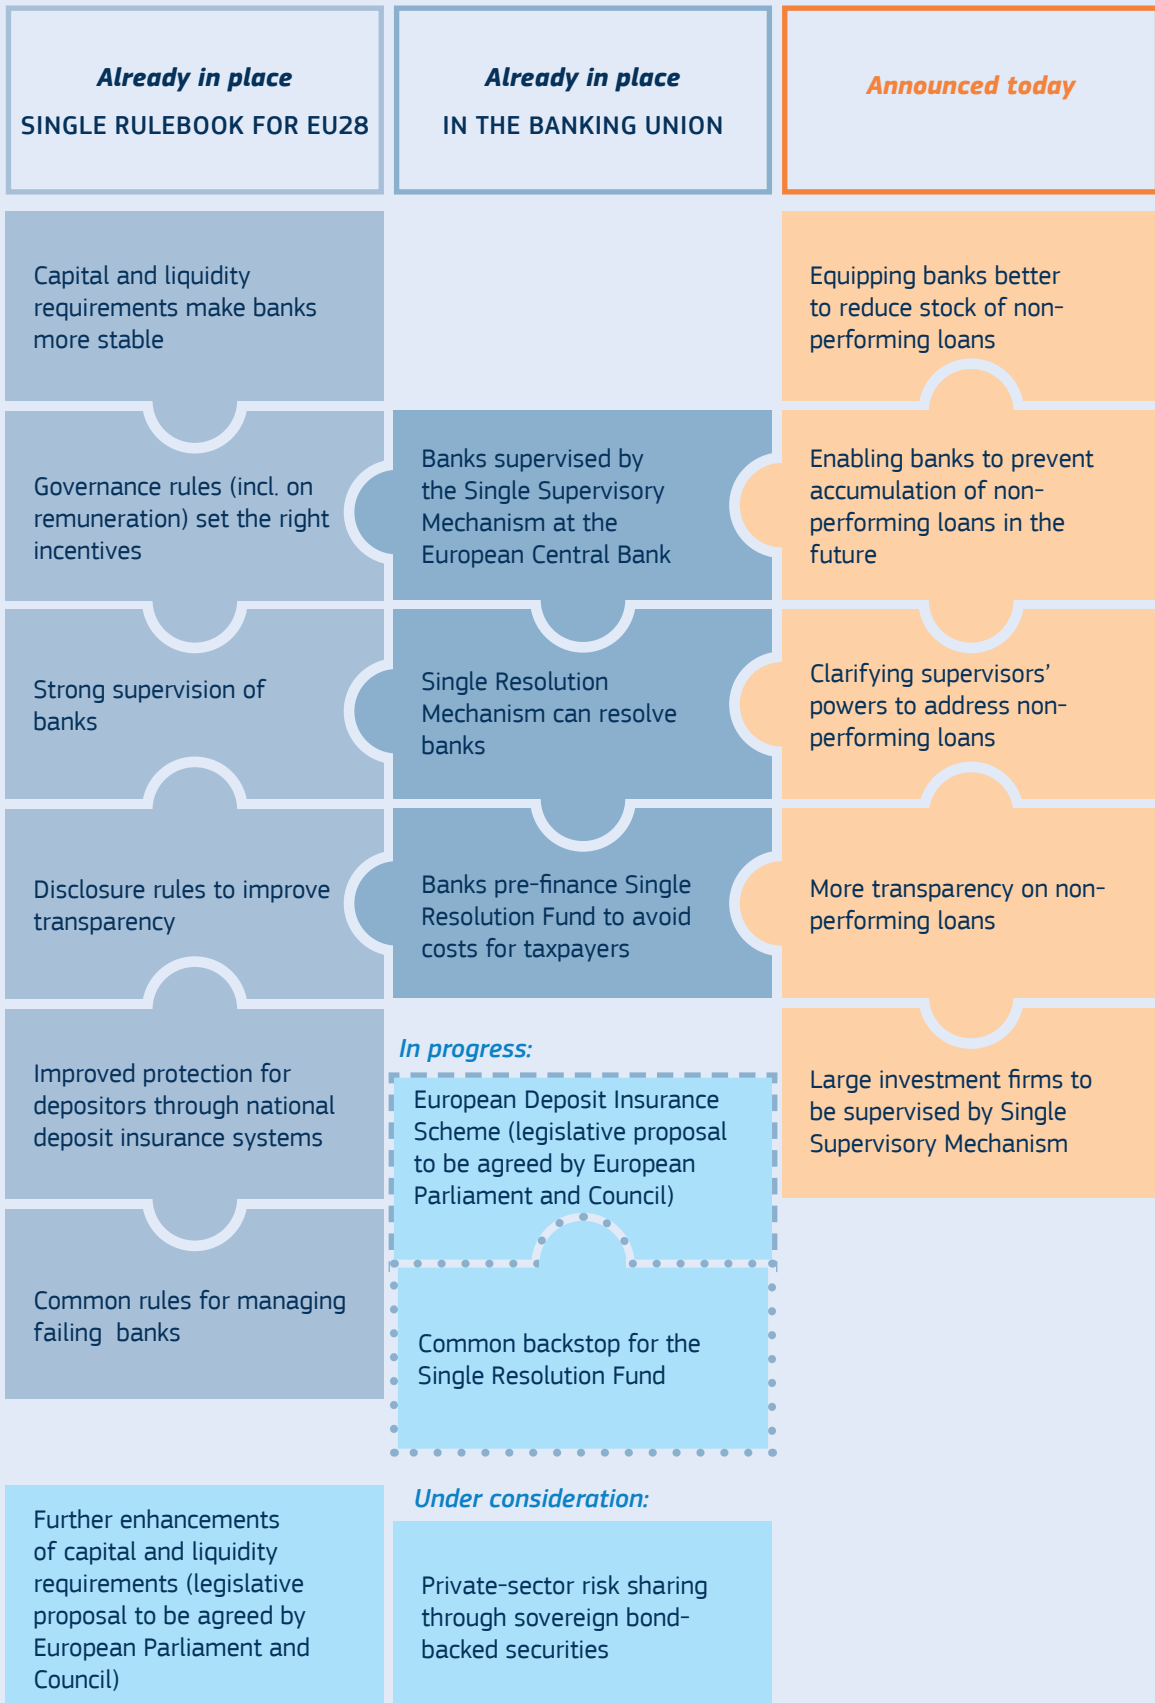 Already in place
SINGLE RULEBOOK FOR EU28
Capital and liquidity
requirements make banks
more stable
Governance rules (incl. on
remuneration) set the right
incentives
Strong supervision of
banks
Disclosure rules to improve
transparency
Improved protection for
depositors through national
deposit insurance systems
Common rules for managing
failing  banks
Further enhancements
of capital and liquidity
requirements (legislative
proposal to be agreed by
European Parliament and
Council)
Already in place
IN THE BANKING UNION
Banks supervised by
the Single Supervisory
Mechanism at the
European Central Bank
Single Resolution
Mechanism can resolve
banks
Banks pre-finance Single
Resolution Fund to avoid
costs for taxpayers
In progress:
European Deposit Insurance
Scheme (legislative proposal
to be agreed by European
Parliament and Council)
Common backstop for the
Single Resolution Fund
Under consideration:
Private-sector risk sharing
through sovereign bond-
backed securities
Announced today
Equipping banks better
to reduce stock of non-
performing loans
Enabling banks to prevent
accumulation of non-
performing loans in the
future
Clarifying supervisors’
powers to address non-
performing loans
More transparency on non-
performing loans
Large investment firms to
be supervised by Single
Supervisory Mechanism